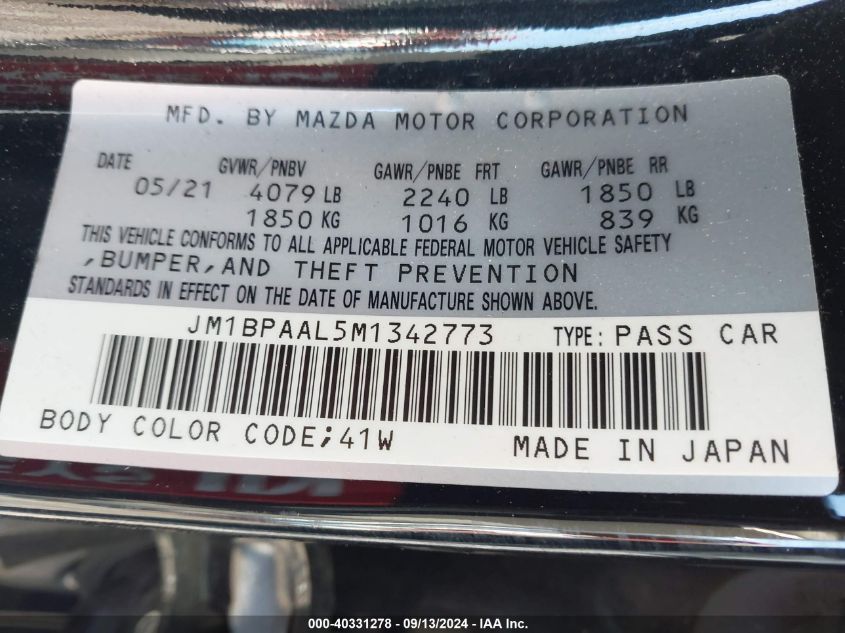 MFD. BY MAZDA MOTOR CORPORATION
DATE GVWR/PNBV GAWR/PNBE FRT GAWR/PNBE RR
05/21 4079 LB 2240 LB 1850 LB
1850 KG 1016 KG 839 KG
THIS VEHICLE CONFORMS TO ALL APPLICABLE FEDERAL MOTOR VEHICLE SAFETY
,BUMPER,AND THEFT PREVENTION
STANDARDS IN EFFECT ON THE DATE OF MANUFACTURE SHOWN ABOVE.
JM1BPAAL5M1342773 TYPE: PASS CAR
BODY COLOR CODE;41W MADE IN JAPAN
000-40331278 - 09/13/2024 - IAA Inc.